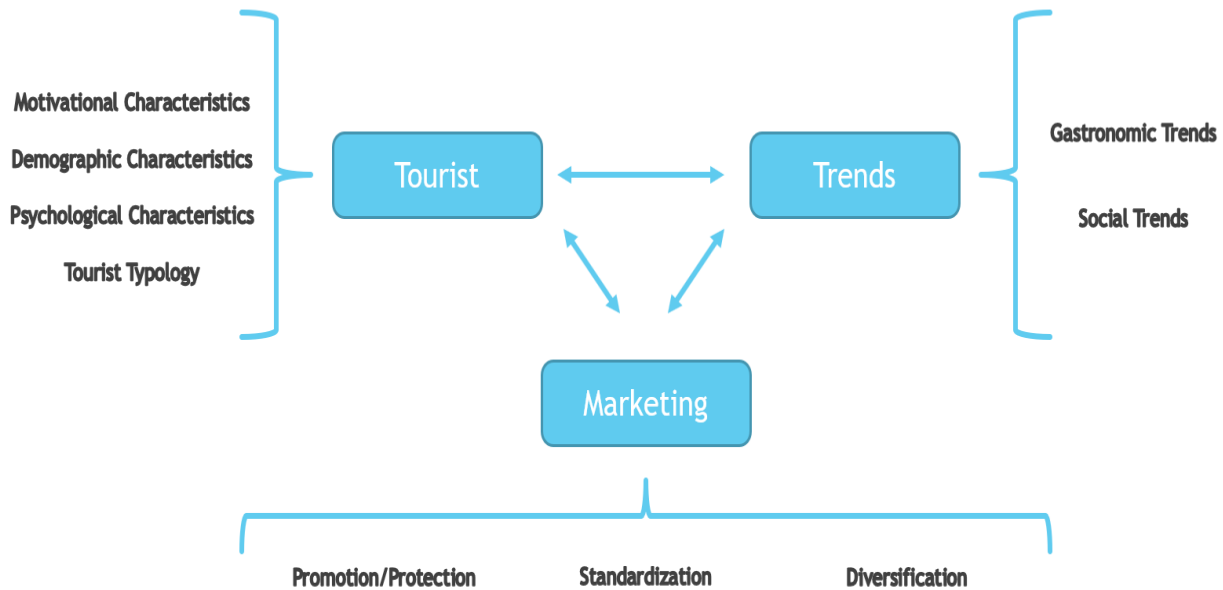 Motivational Characteristics
Demographic Characteristics
Psychological Characteristics
Tourist Typology
Tourist
Trends
Gastronomic Trends
Social Trends
Marketing
Promotion/Protection
Standardization
Diversification